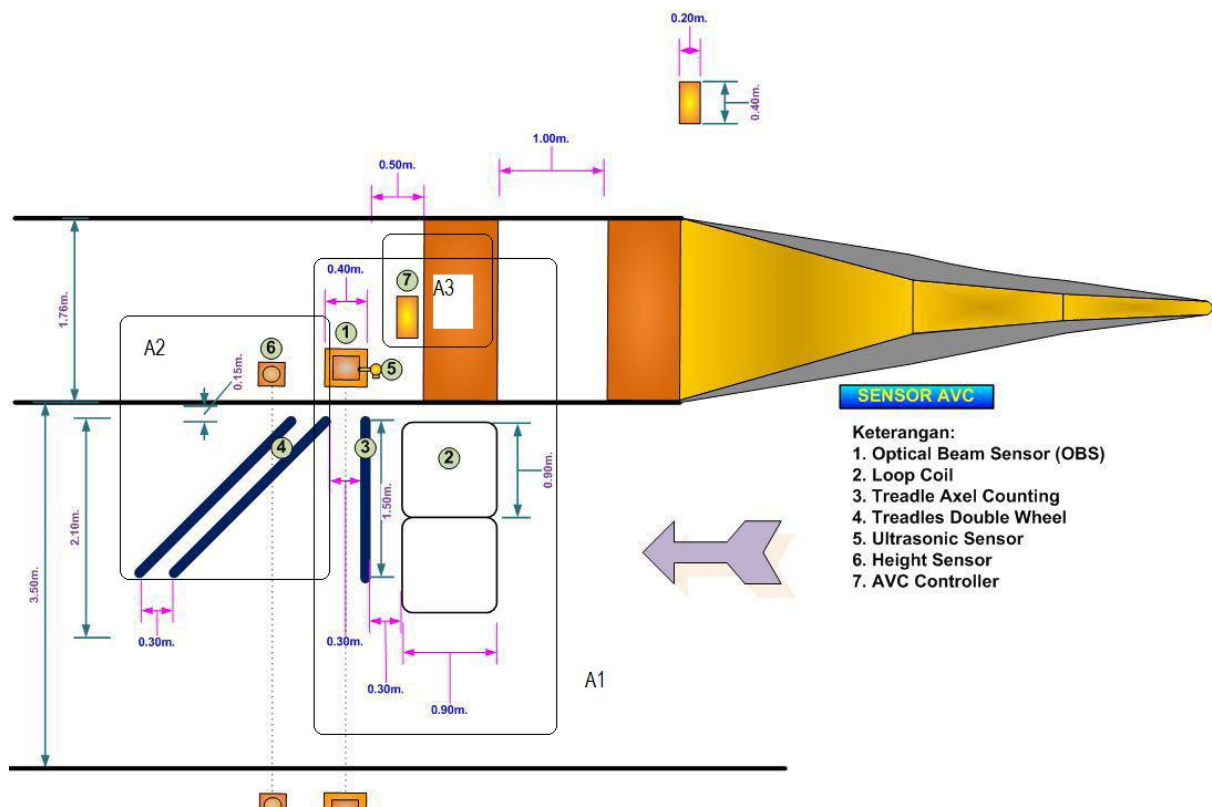 0.20m.
0.40m.
1.00m.
0.50m.
1.76m.
0.40m.
7
A3
1
A2
6
5
0.15m.
SENSOR AVC
Keterangan:
1. Optical Beam Sensor (OBS)
2. Loop Coil
3. Treadle Axel Counting
4. Treadles Double Wheel
5. Ultrasonic Sensor
6. Height Sensor
7. AVC Controller
4
3
2
0.90m.
1.50m.
2.10m.
3.50m.
0.30m.
0.30m.
0.30m.
0.90m.
A1